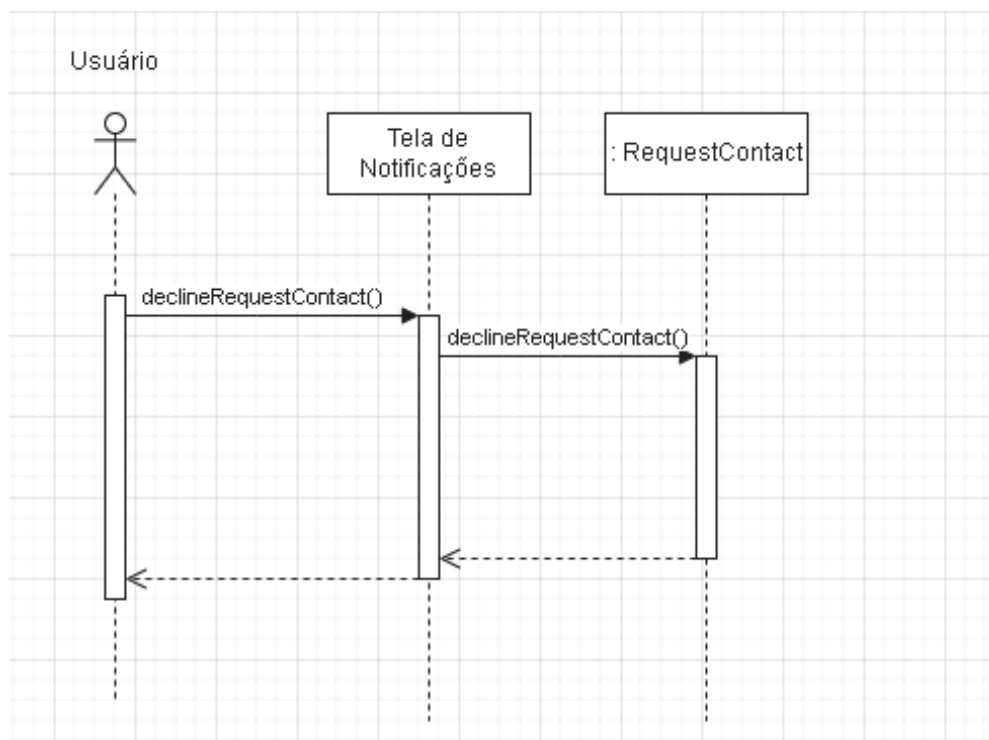 Usuário
Tela de
Notificações
: RequestContact
declineRequestContact()
declineRequestContact()